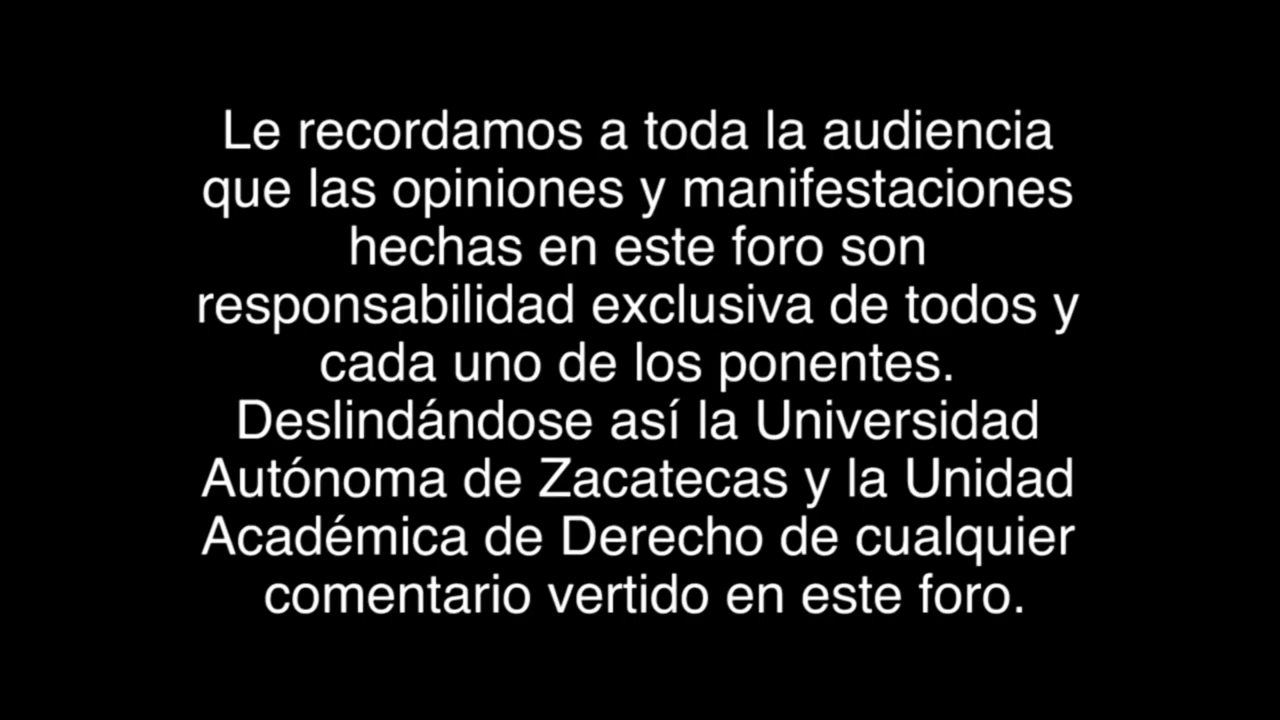 Le recordamos a toda la audiencia
que las opiniones y manifestaciones
hechas en este foro son
responsabilidad exclusiva de todos y
cada uno de los ponentes.
Deslindándose así la Universidad
Autónoma de Zacatecas y la Unidad
Académica de Derecho de cualquier
comentario vertido en este foro.